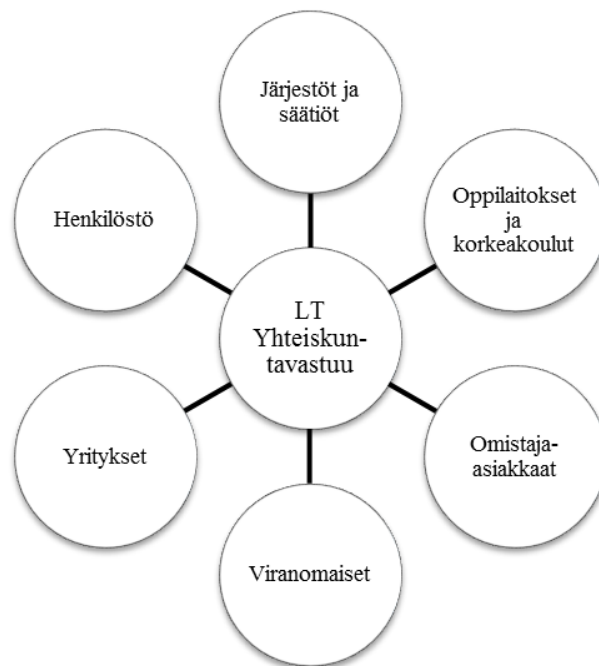 Järjestöt ja
säätiöt
Oppilaitokset
ja
korkeakoulut
Henkilöstö
LT
Yhteiskun-
tavastuu
Yritykset
Omistaja-
asiakkaat
Viranomaiset